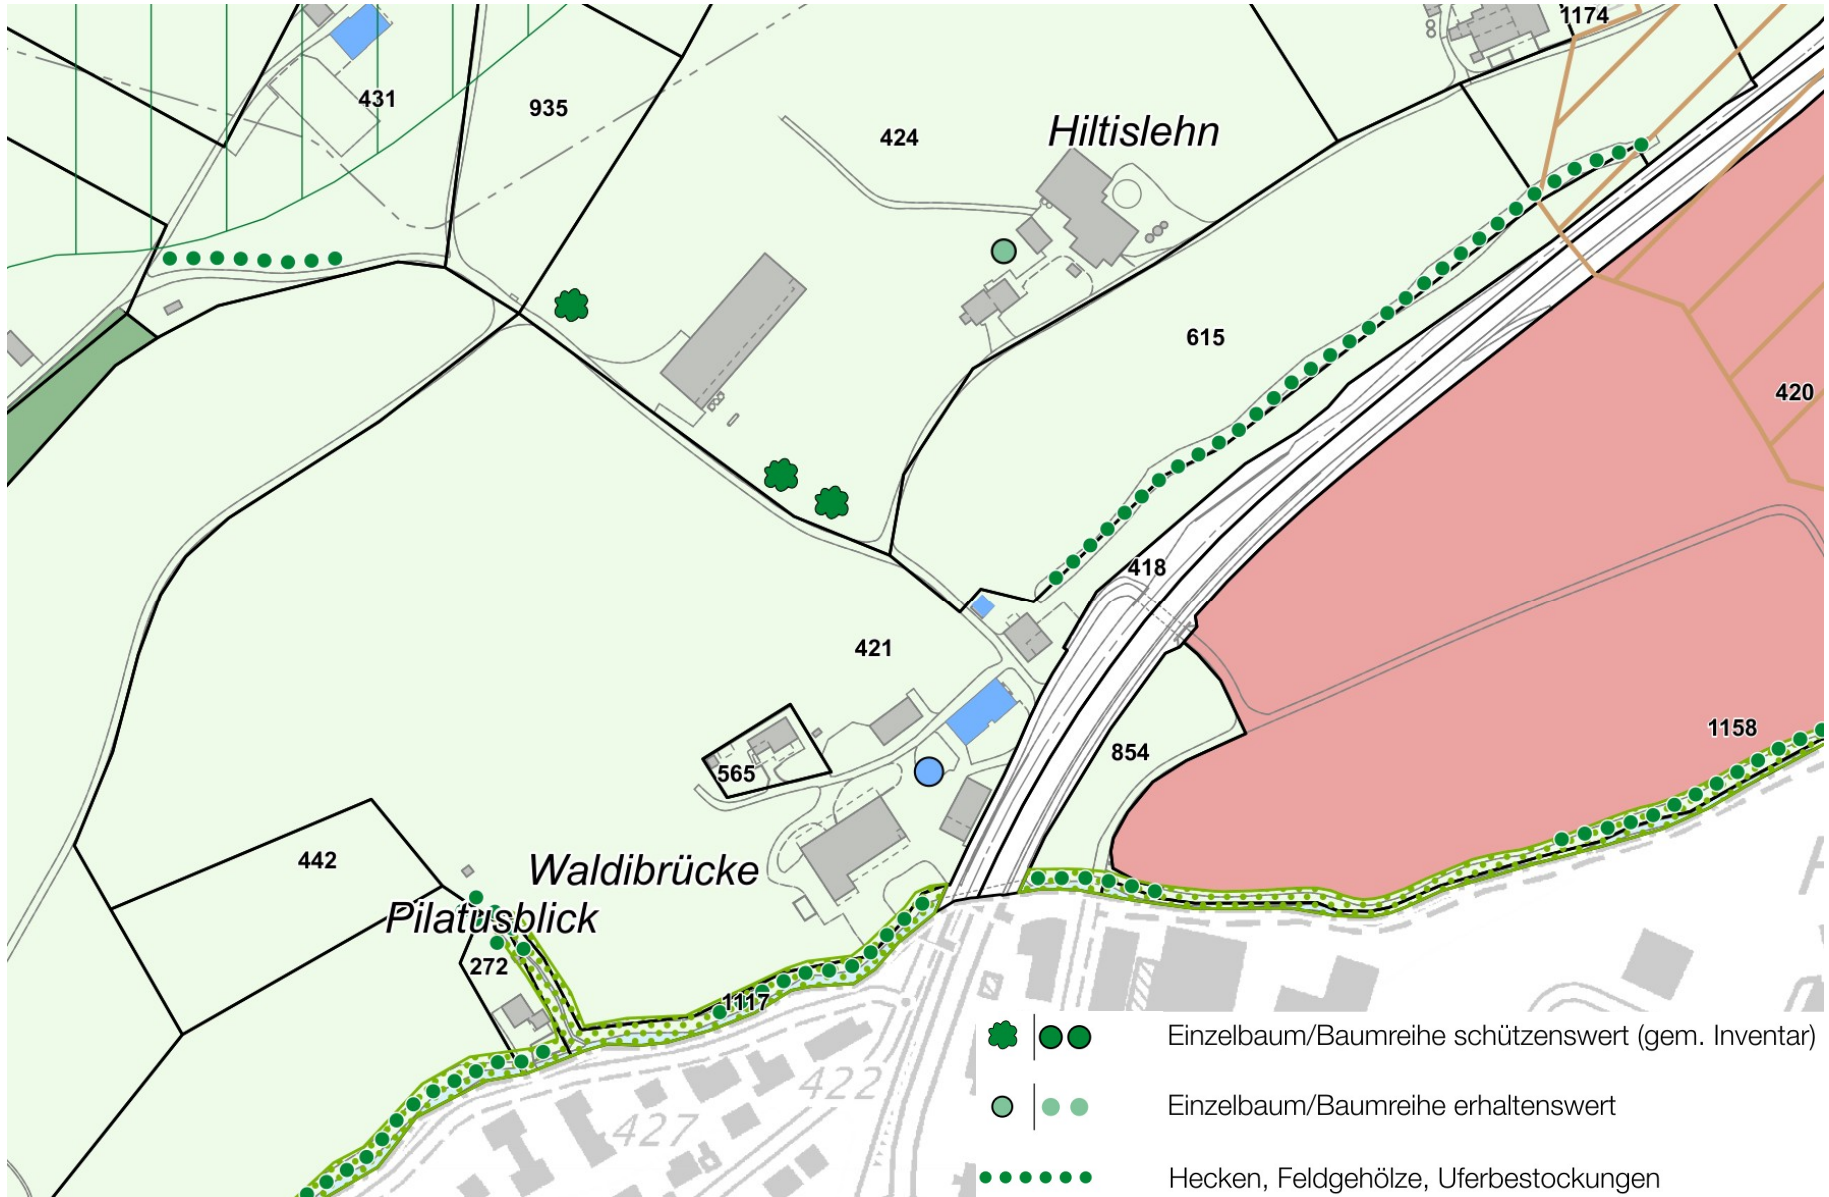 1174
431
935
424
Hiltislehn
615
420
418
421
1158
854
565
442
Waldibrücke
Pilatusblick
272
1117
422
427
Einzelbaum/Baumreihe schützenswert (gem. Inventar)
Einzelbaum/Baumreihe erhaltenswert
Hecken, Feldgehölze, Uferbestockungen